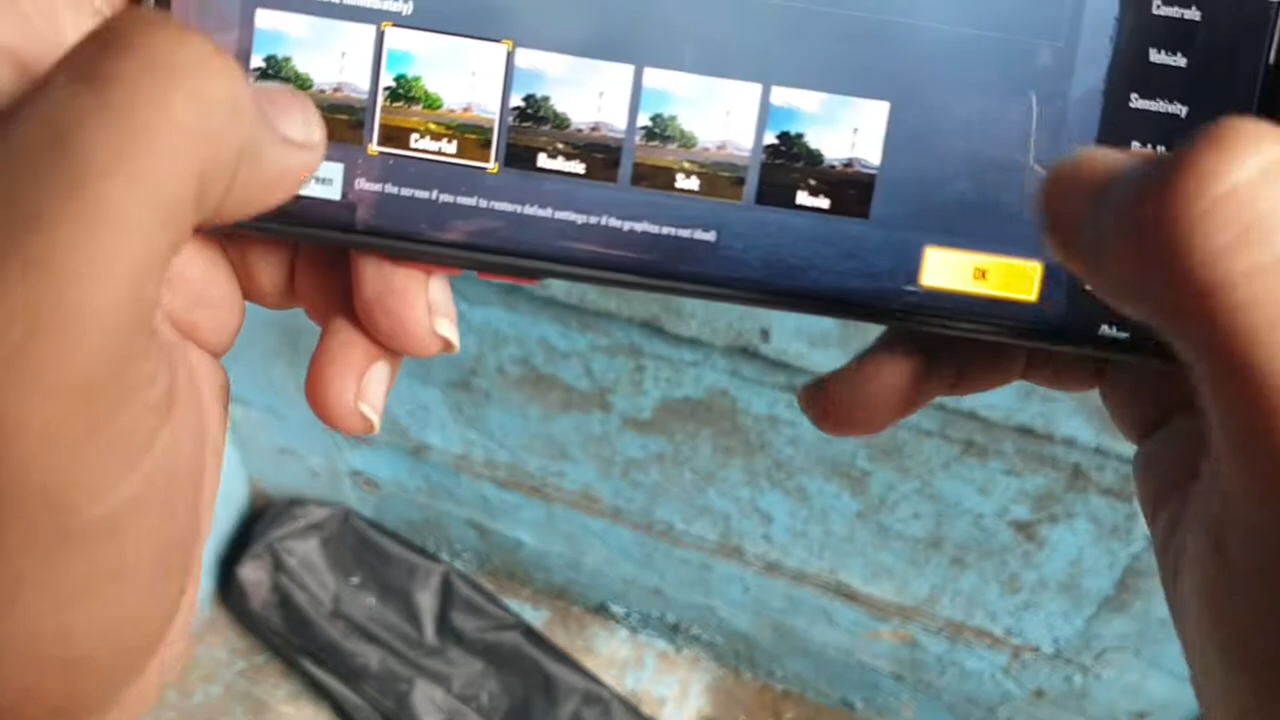 immediately)
Controls
Vehicle
Sensitivity
Colorful
Realistic
Soft
Movie
(Reset the screen if you need to restore default settings or if the graphics are not ideal)
OK